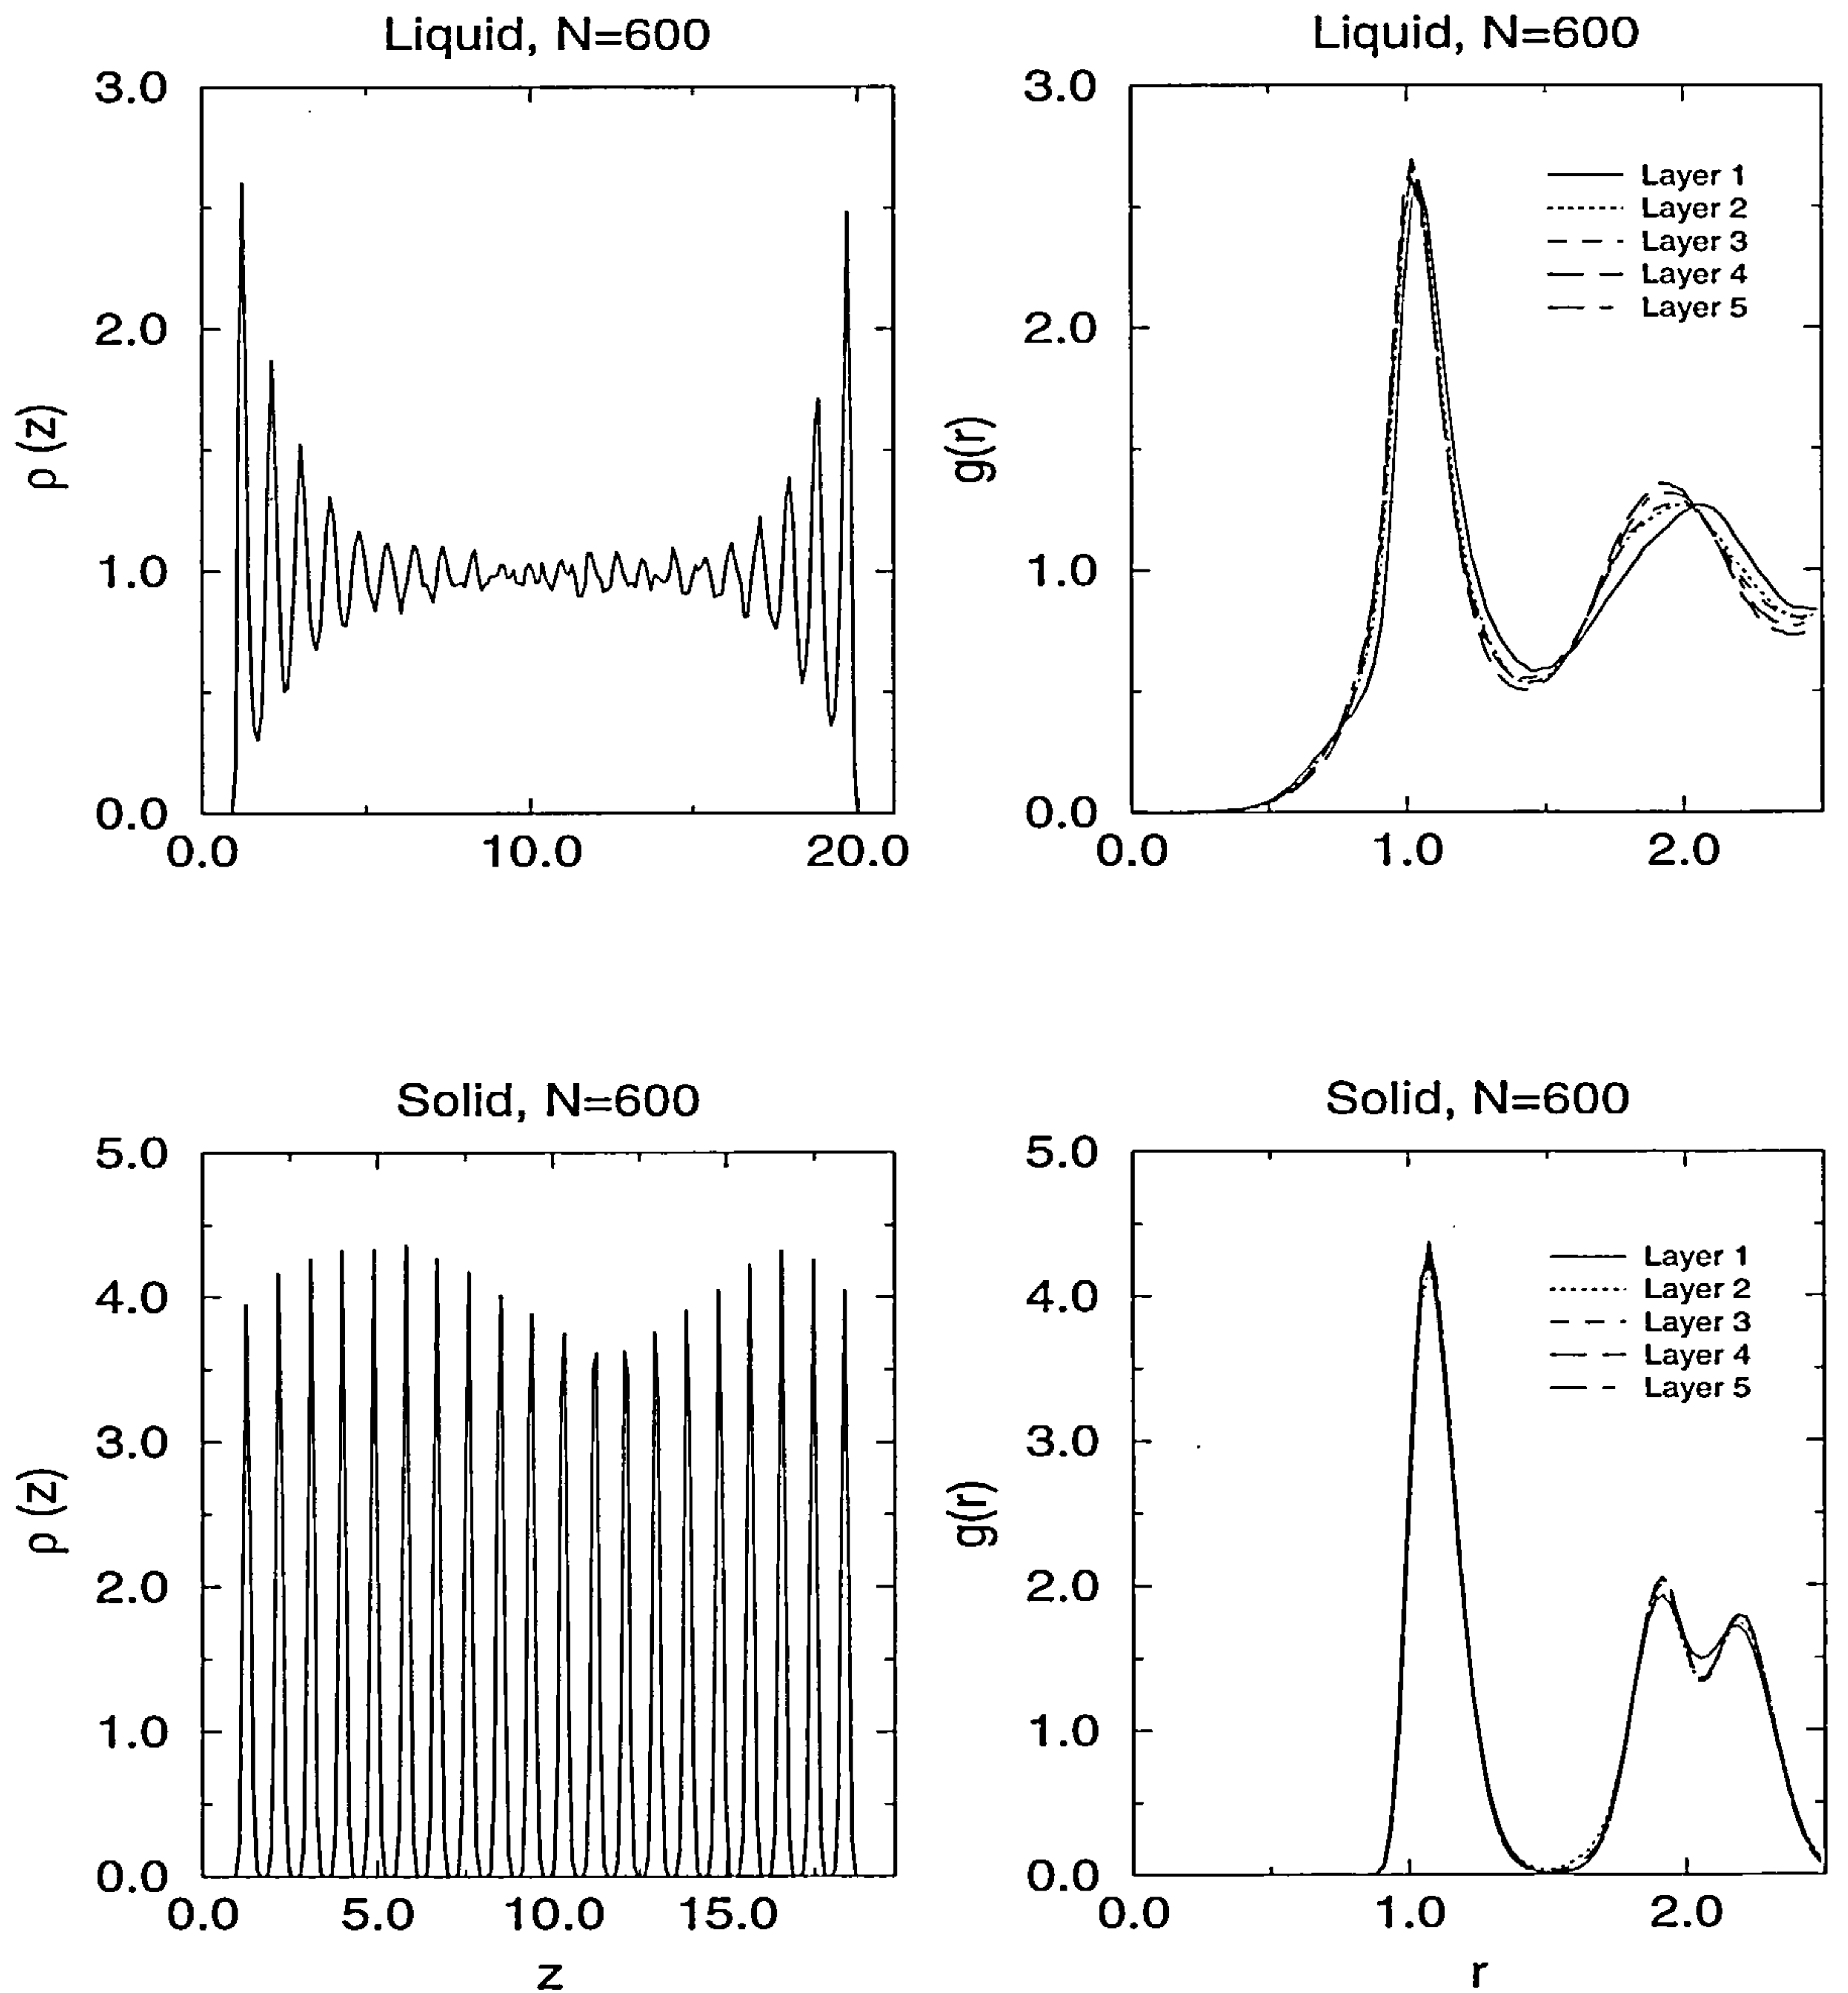 Liquid, N=600
3.0
2.0
1.0
0.0
ρ (z)
0.0 10.0 20.0
Liquid, N=600
3.0
2.0
1.0
0.0
g(r)
Layer 1
Layer 2
Layer 3
Layer 4
Layer 5
0.0 1.0 2.0
Solid, N=600
5.0
4.0
3.0
2.0
1.0
0.0
ρ (z)
0.0 5.0 10.0 15.0
z
Solid, N=600
5.0
4.0
3.0
2.0
1.0
0.0
g(r)
Layer 1
Layer 2
Layer 3
Layer 4
Layer 5
0.0 1.0 2.0
r